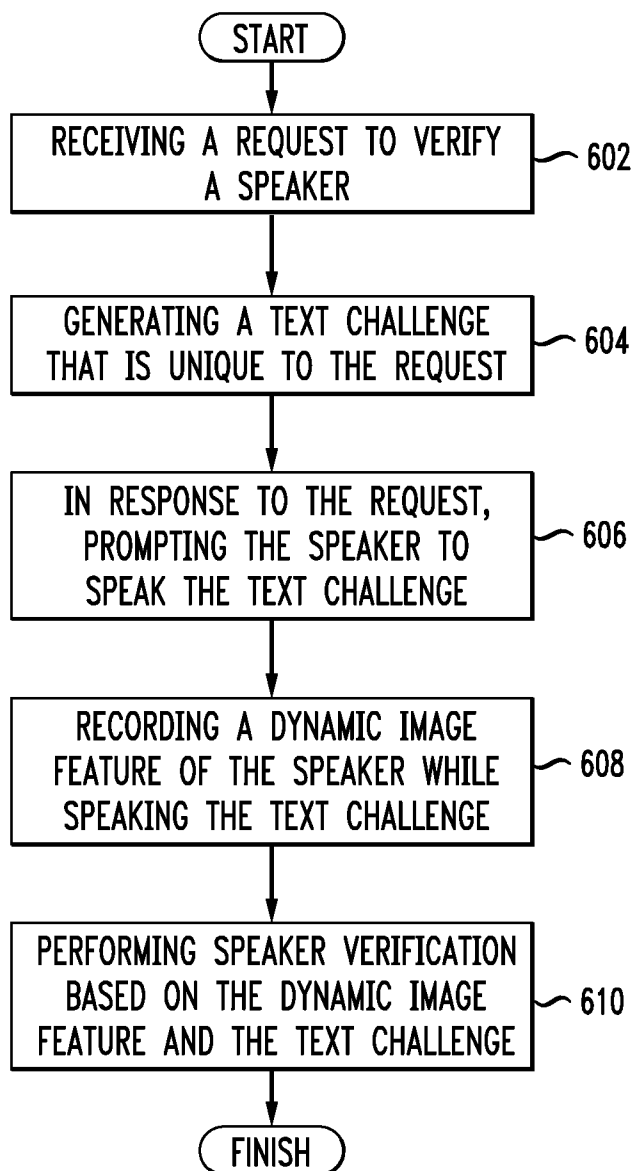 START
RECEIVING A REQUEST TO VERIFY
A SPEAKER
602
GENERATING A TEXT CHALLENGE
THAT IS UNIQUE TO THE REQUEST
604
IN RESPONSE TO THE REQUEST,
PROMPTING THE SPEAKER TO
SPEAK THE TEXT CHALLENGE
606
RECORDING A DYNAMIC IMAGE
FEATURE OF THE SPEAKER WHILE
SPEAKING THE TEXT CHALLENGE
608
PERFORMING SPEAKER VERIFICATION
BASED ON THE DYNAMIC IMAGE
FEATURE AND THE TEXT CHALLENGE
610
FINISH